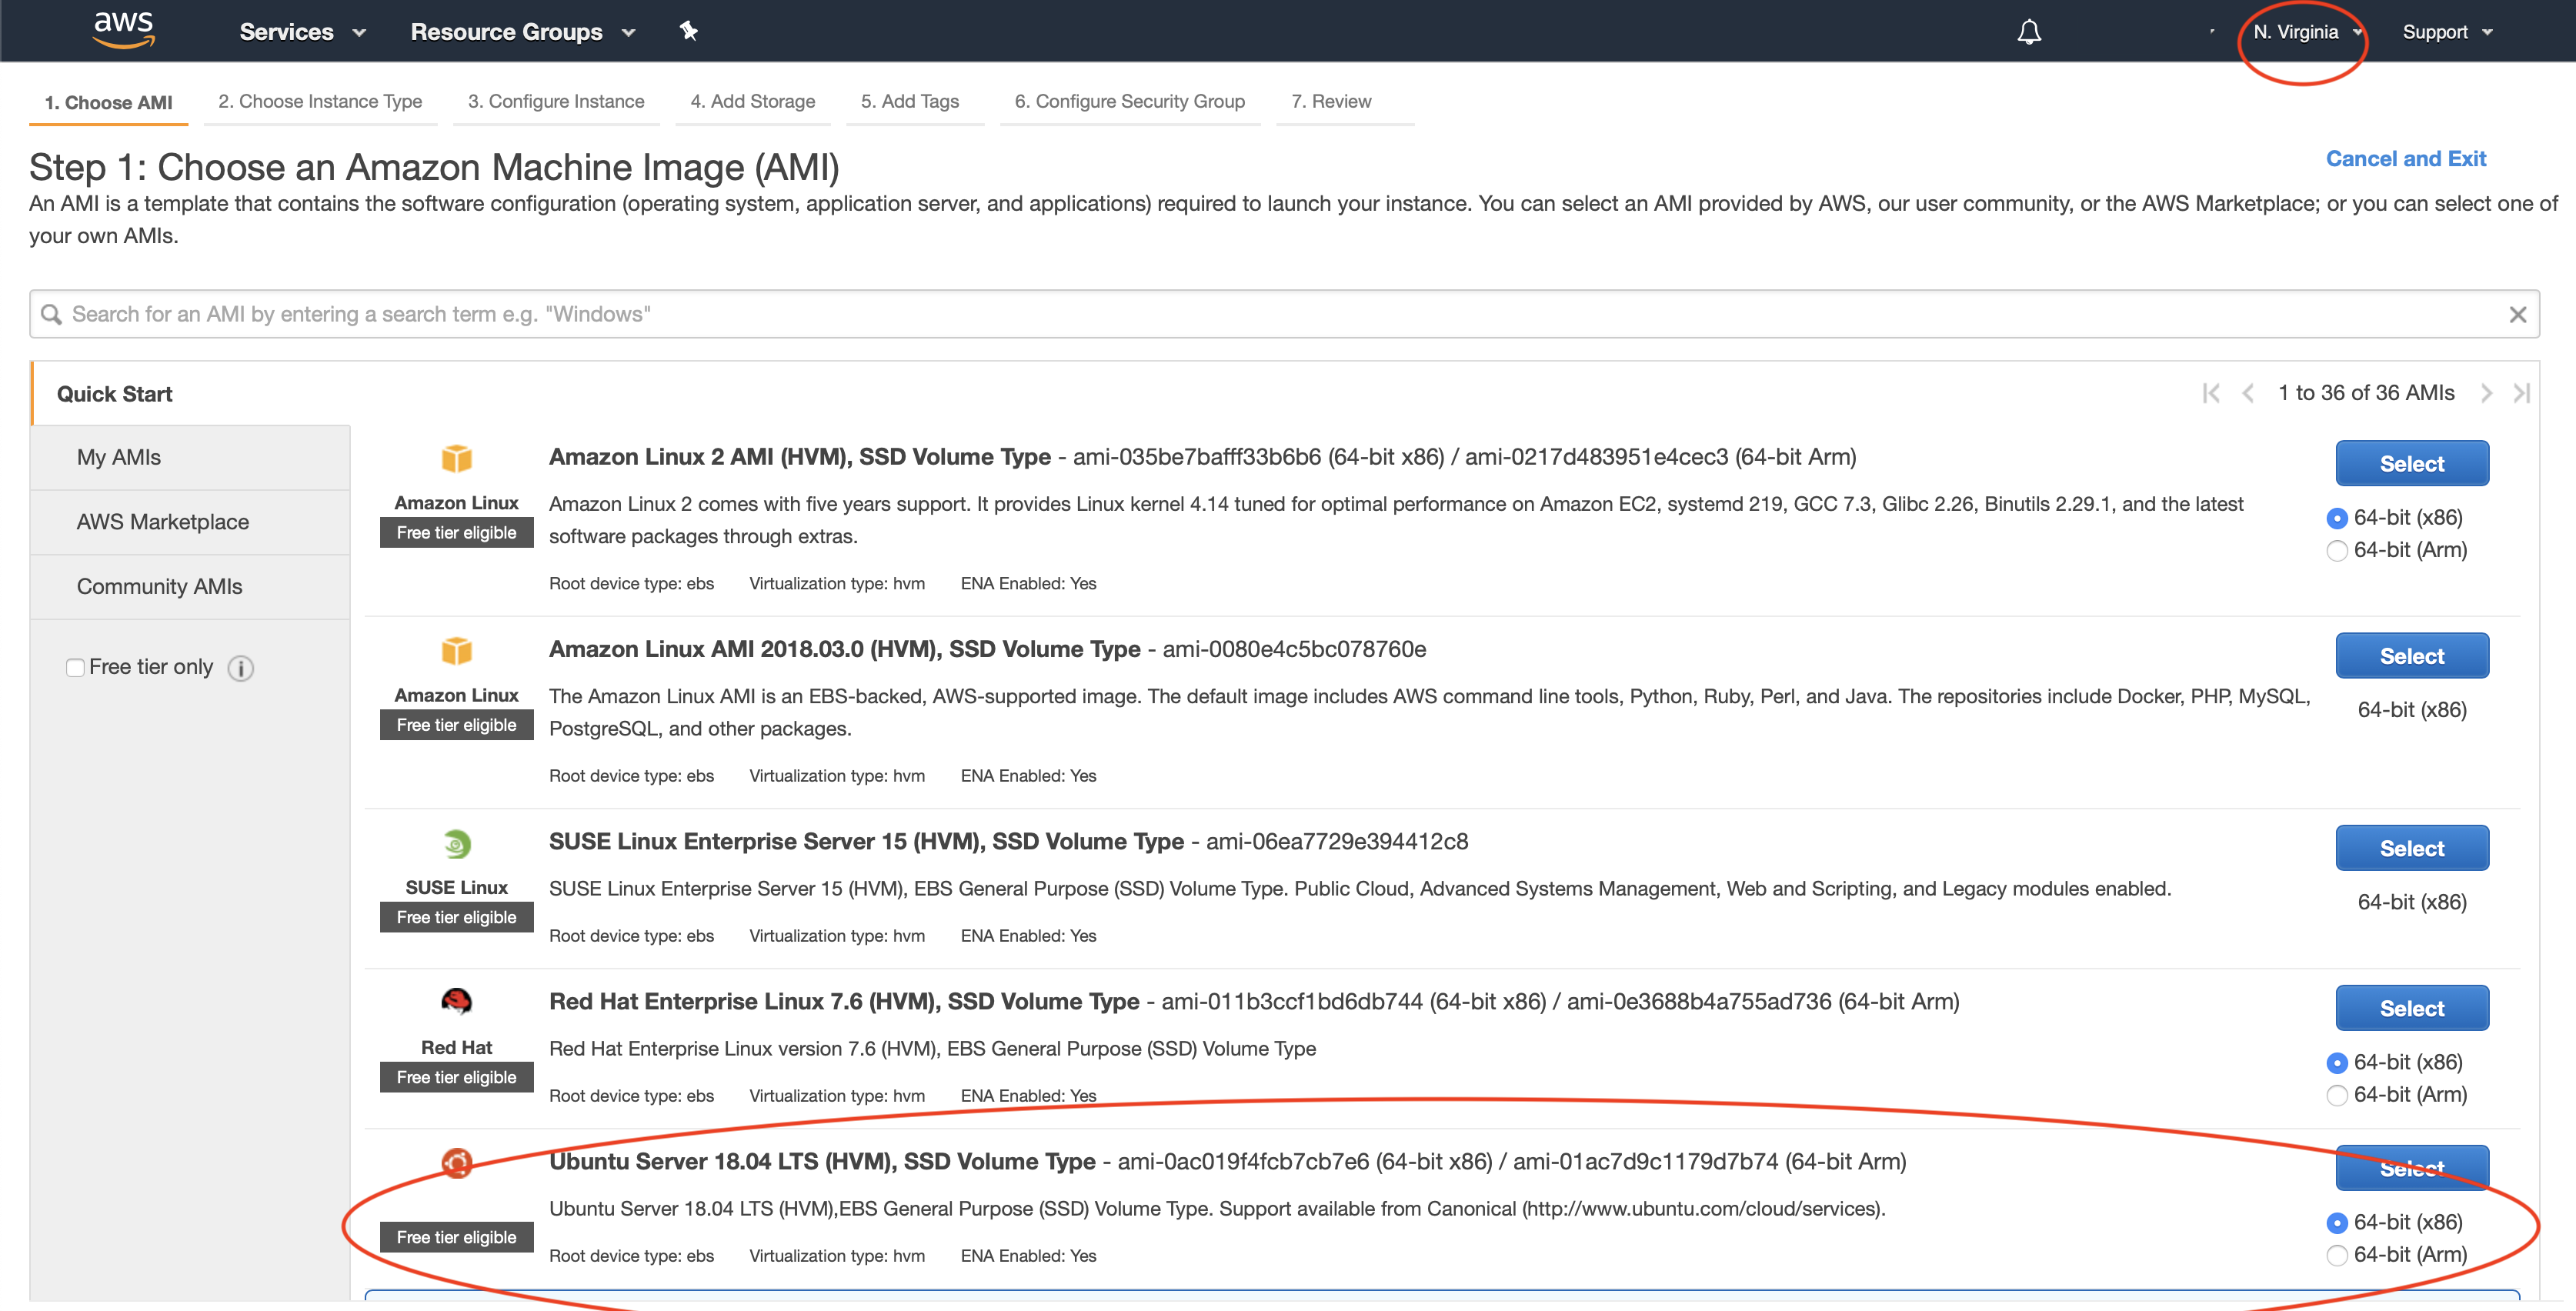 aws Services Resource Groups N. Virginia Support
1. Choose AMI 2. Choose Instance Type 3. Configure Instance 4. Add Storage 5. Add Tags 6. Configure Security Group 7. Review
Step 1: Choose an Amazon Machine Image (AMI)
Cancel and Exit
An AMI is a template that contains the software configuration (operating system, application server, and applications) required to launch your instance. You can select an AMI provided by AWS, our user community, or the AWS Marketplace; or you can select one of
your own AMIs.
Search for an AMI by entering a search term e.g. "Windows"
Quick Start
1 to 36 of 36 AMIs
My AMIs
AWS Marketplace
Community AMIs
Free tier only
Amazon Linux
Free tier eligible
Amazon Linux 2 AMI (HVM), SSD Volume Type - ami-035be7bafff33b6b6 (64-bit x86) / ami-0217d483951e4cec3 (64-bit Arm)
Amazon Linux 2 comes with five years support. It provides Linux kernel 4.14 tuned for optimal performance on Amazon EC2, systemd 219, GCC 7.3, Glibc 2.26, Binutils 2.29.1, and the latest
software packages through extras.
Root device type: ebs Virtualization type: hvm ENA Enabled: Yes
Select
64-bit (x86)
64-bit (Arm)
Amazon Linux
Free tier eligible
Amazon Linux AMI 2018.03.0 (HVM), SSD Volume Type - ami-0080e4c5bc078760e
The Amazon Linux AMI is an EBS-backed, AWS-supported image. The default image includes AWS command line tools, Python, Ruby, Perl, and Java. The repositories include Docker, PHP, MySQL,
PostgreSQL, and other packages.
Root device type: ebs Virtualization type: hvm ENA Enabled: Yes
Select
64-bit (x86)
SUSE Linux
Free tier eligible
SUSE Linux Enterprise Server 15 (HVM), SSD Volume Type - ami-06ea7729e394412c8
SUSE Linux Enterprise Server 15 (HVM), EBS General Purpose (SSD) Volume Type. Public Cloud, Advanced Systems Management, Web and Scripting, and Legacy modules enabled.
Root device type: ebs Virtualization type: hvm ENA Enabled: Yes
Select
64-bit (x86)
Red Hat
Free tier eligible
Red Hat Enterprise Linux 7.6 (HVM), SSD Volume Type - ami-011b3ccf1bd6db744 (64-bit x86) / ami-0e3688b4a755ad736 (64-bit Arm)
Red Hat Enterprise Linux version 7.6 (HVM), EBS General Purpose (SSD) Volume Type
Root device type: ebs Virtualization type: hvm ENA Enabled: Yes
Select
64-bit (x86)
64-bit (Arm)
Free tier eligible
Ubuntu Server 18.04 LTS (HVM), SSD Volume Type - ami-0ac019f4fcb7cb7e6 (64-bit x86) / ami-01ac7d9c1179d7b74 (64-bit Arm)
Ubuntu Server 18.04 LTS (HVM),EBS General Purpose (SSD) Volume Type. Support available from Canonical (http://www.ubuntu.com/cloud/services).
Root device type: ebs Virtualization type: hvm ENA Enabled: Yes
Select
64-bit (x86)
64-bit (Arm)